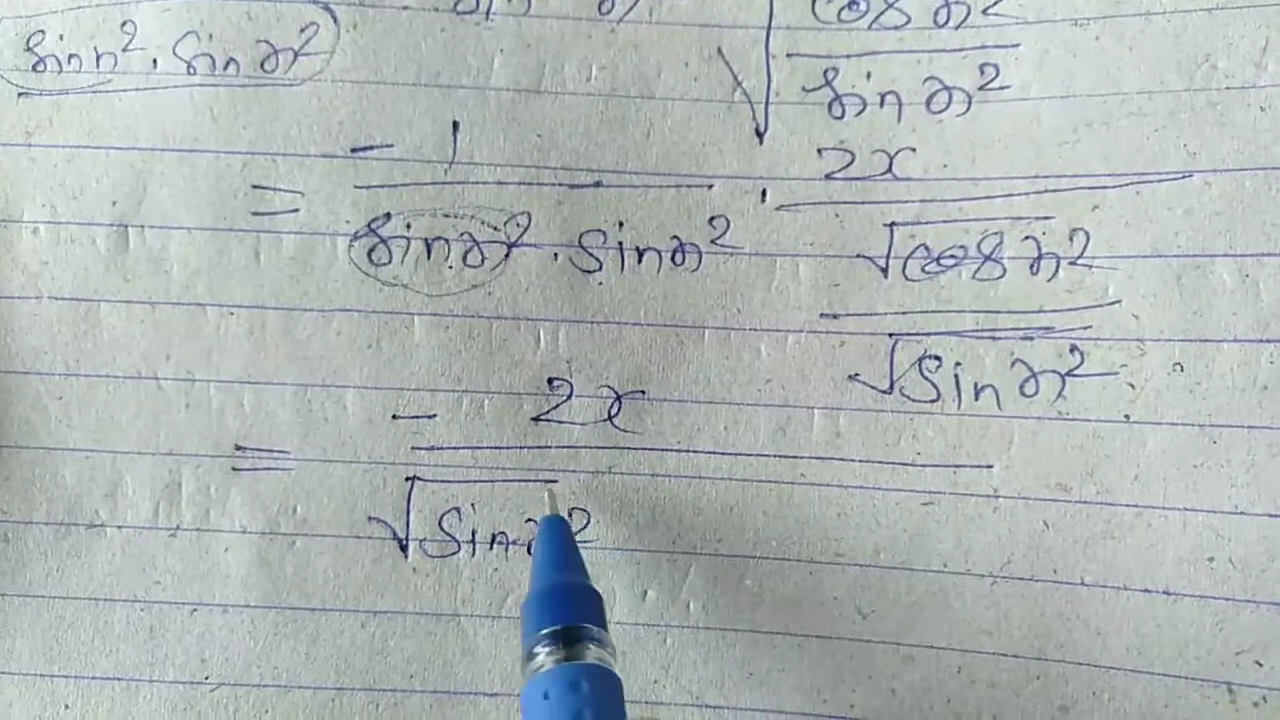 sin x² . sin x²
√ cos x² / sin x²
= - 1 / sin x² . sin x² . 2x / √cos x² / √sin x²
= - 2x / √sin x²